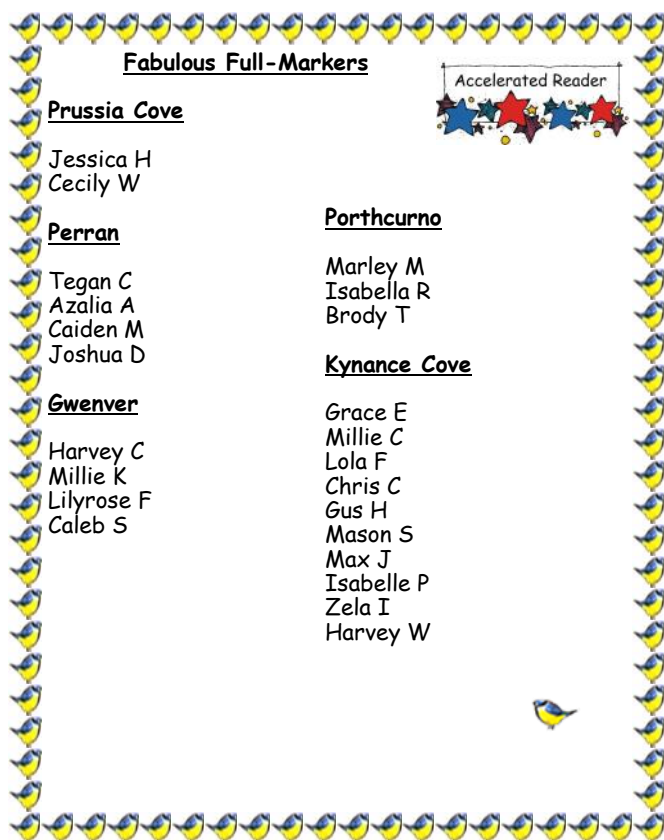 Fabulous Full-Markers
Accelerated Reader
Prussia Cove
Jessica H
Cecily W
Perran
Tegan C
Azalia A
Caiden M
Joshua D
Gwenver
Harvey C
Millie K
Lilyrose F
Caleb S
Porthcurno
Marley M
Isabella R
Brody T
Kynance Cove
Grace E
Millie C
Lola F
Chris C
Gus H
Mason S
Max J
Isabelle P
Zela I
Harvey W